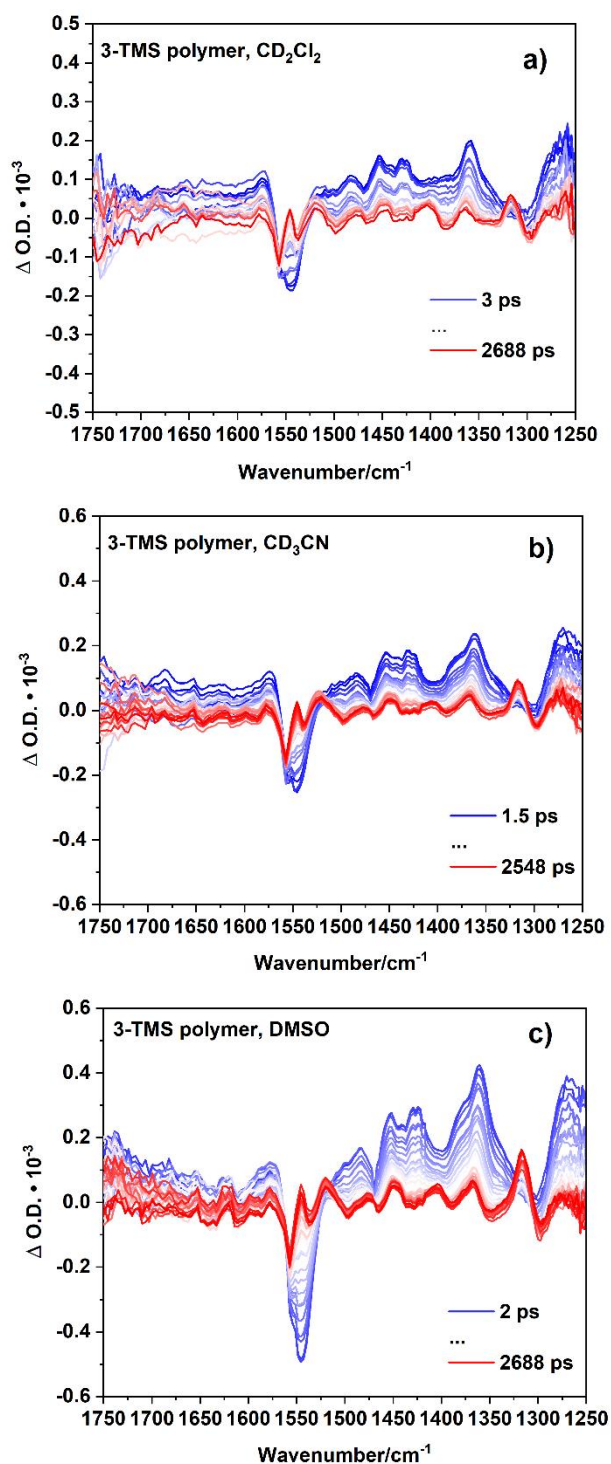 3-TMS polymer, CD₂Cl₂
a)
0.5
0.4
0.3
0.2
0.1
0.0
-0.1
-0.2
-0.3
-0.4
-0.5
Δ O.D. • 10⁻³
3 ps
...
2688 ps
1750 1700 1650 1600 1550 1500 1450 1400 1350 1300 1250
Wavenumber/cm⁻¹
3-TMS polymer, CD₃CN
b)
0.6
0.4
0.2
0.0
-0.2
-0.4
-0.6
Δ O.D. • 10⁻³
1.5 ps
...
2548 ps
1750 1700 1650 1600 1550 1500 1450 1400 1350 1300 1250
Wavenumber/cm⁻¹
3-TMS polymer, DMSO
c)
0.6
0.4
0.2
0.0
-0.2
-0.4
-0.6
Δ O.D. • 10⁻³
2 ps
...
2688 ps
1750 1700 1650 1600 1550 1500 1450 1400 1350 1300 1250
Wavenumber/cm⁻¹